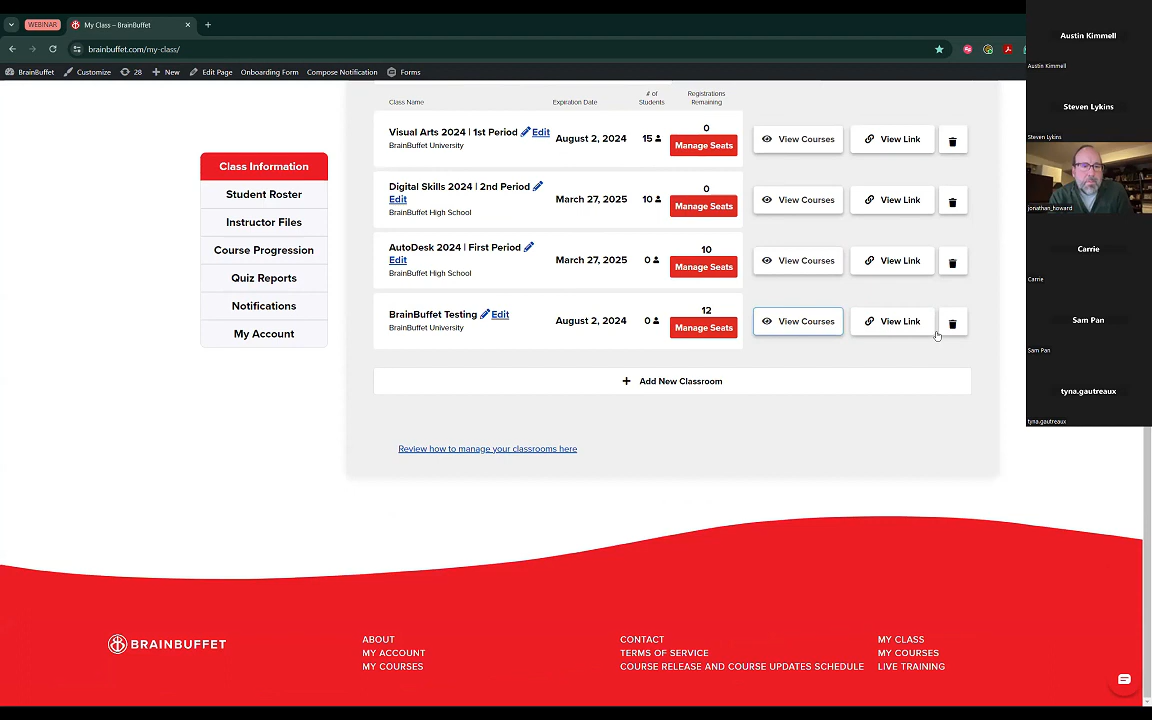 WEBINAR
My Class – BrainBuffet
brainbuffet.com/my-class/
BrainBuffet
Customize
28
New
Edit Page
Onboarding Form
Compose Notification
Forms
Class Name
Expiration Date
# of
Students
Registrations
Remaining
Visual Arts 2024 | 1st Period Edit
BrainBuffet University
August 2, 2024
15
0
Manage Seats
View Courses
View Link
Digital Skills 2024 | 2nd Period
Edit
BrainBuffet High School
March 27, 2025
10
0
Manage Seats
View Courses
View Link
AutoDesk 2024 | First Period
Edit
BrainBuffet High School
March 27, 2025
0
10
Manage Seats
View Courses
View Link
BrainBuffet Testing Edit
BrainBuffet University
August 2, 2024
0
12
Manage Seats
View Courses
View Link
+ Add New Classroom
Review how to manage your classrooms here
Class Information
Student Roster
Instructor Files
Course Progression
Quiz Reports
Notifications
My Account
BRAINBUFFET
ABOUT
MY ACCOUNT
MY COURSES
CONTACT
TERMS OF SERVICE
COURSE RELEASE AND COURSE UPDATES SCHEDULE
MY CLASS
MY COURSES
LIVE TRAINING
Austin Kimmell
Austin Kimmell
Steven Lykins
Steven Lykins
jonathan_howard
Carrie
Carrie
Sam Pan
Sam Pan
tyna.gautreaux
tyna.gautreaux